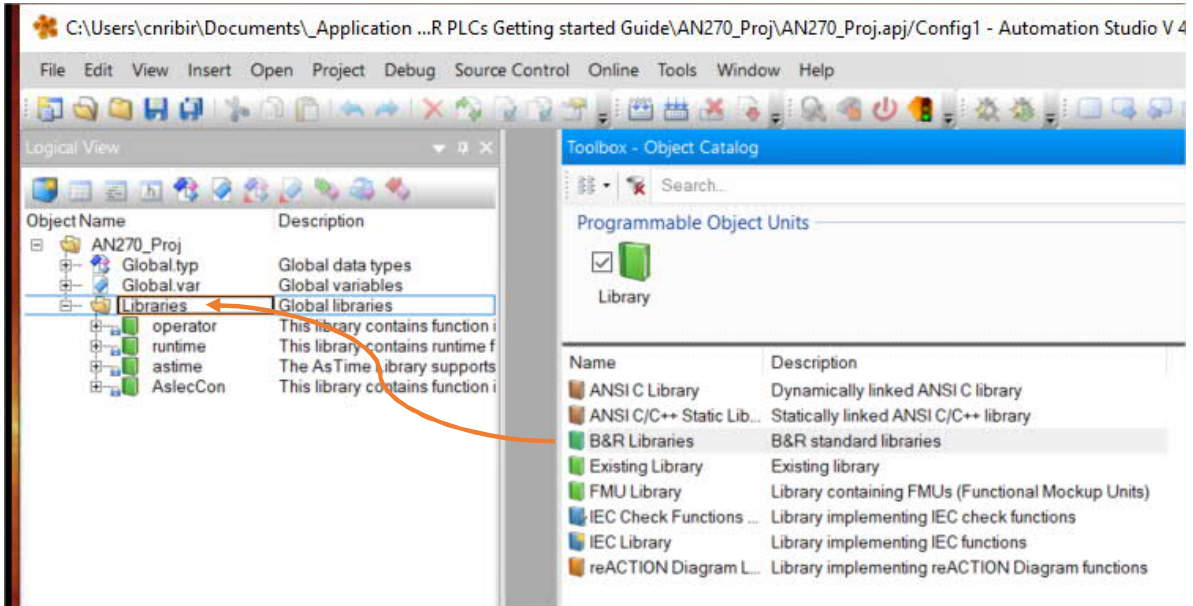 C:\Users\cnribir\Documents\_Application ...R PLCs Getting started Guide\AN270_Proj\AN270_Proj.apj/Config1 - Automation Studio V 4
File Edit View Insert Open Project Debug Source Control Online Tools Window Help
Logical View
Object Name Description
AN270_Proj
Global.typ Global data types
Global.var Global variables
Libraries Global libraries
operator This library contains function i
runtime This library contains runtime f
astime The AsTime Library supports
AsIecCon This library contains function i
Toolbox - Object Catalog
Search...
Programmable Object Units
Library
Name Description
ANSI C Library Dynamically linked ANSI C library
ANSI C/C++ Static Lib... Statically linked ANSI C/C++ library
B&R Libraries B&R standard libraries
Existing Library Existing library
FMU Library Library containing FMUs (Functional Mockup Units)
IEC Check Functions ... Library implementing IEC check functions
IEC Library Library implementing IEC functions
reACTION Diagram L... Library implementing reACTION Diagram functions